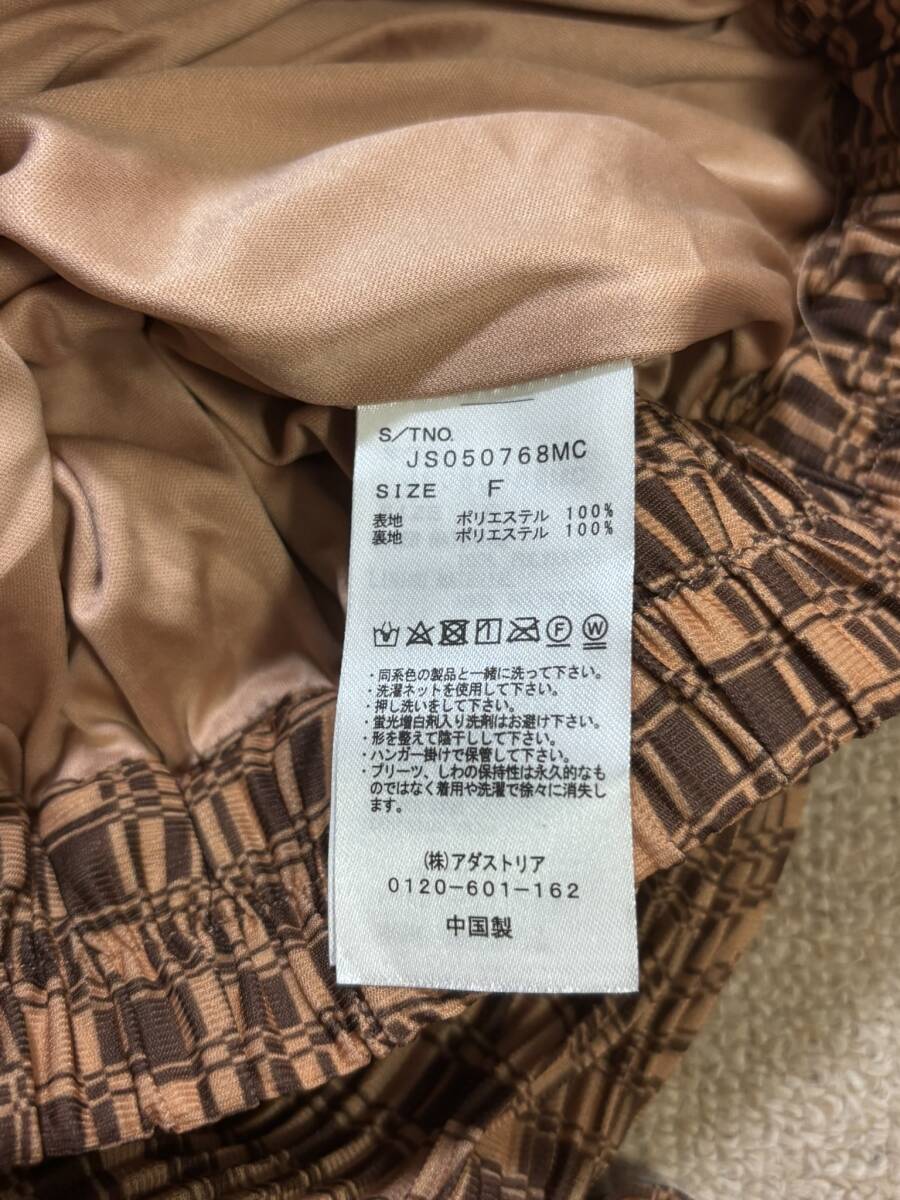 S/TNO.
JS050768MC
SIZE F
表地 ポリエステル 100%
裏地 ポリエステル 100%
1 F W
・同系色の製品と一緒に洗って下さい。
・洗濯ネットを使用して下さい。
・押し洗いをして下さい。
・蛍光増白剤入り洗剤はお避け下さい。
・形を整えて陰干しして下さい。
・ハンガー掛けで保管して下さい。
・プリーツ、しわの保持性は永久的なも
のではなく着用や洗濯で徐々に消失し
ます。
(株)アダストリア
0120-601-162
中国製